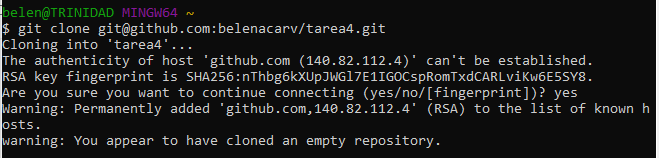 belen@TRINIDAD MINGW64 ~
$ git clone git@github.com:belenacarv/tarea4.git
Cloning into 'tarea4'...
The authenticity of host 'github.com (140.82.112.4)' can't be established.
RSA key fingerprint is SHA256:nThbg6kXUpJWGl7E1IGOCspRomTxdCARLviKw6E5SY8.
Are you sure you want to continue connecting (yes/no/[fingerprint])? yes
Warning: Permanently added 'github.com,140.82.112.4' (RSA) to the list of known h
osts.
warning: You appear to have cloned an empty repository.